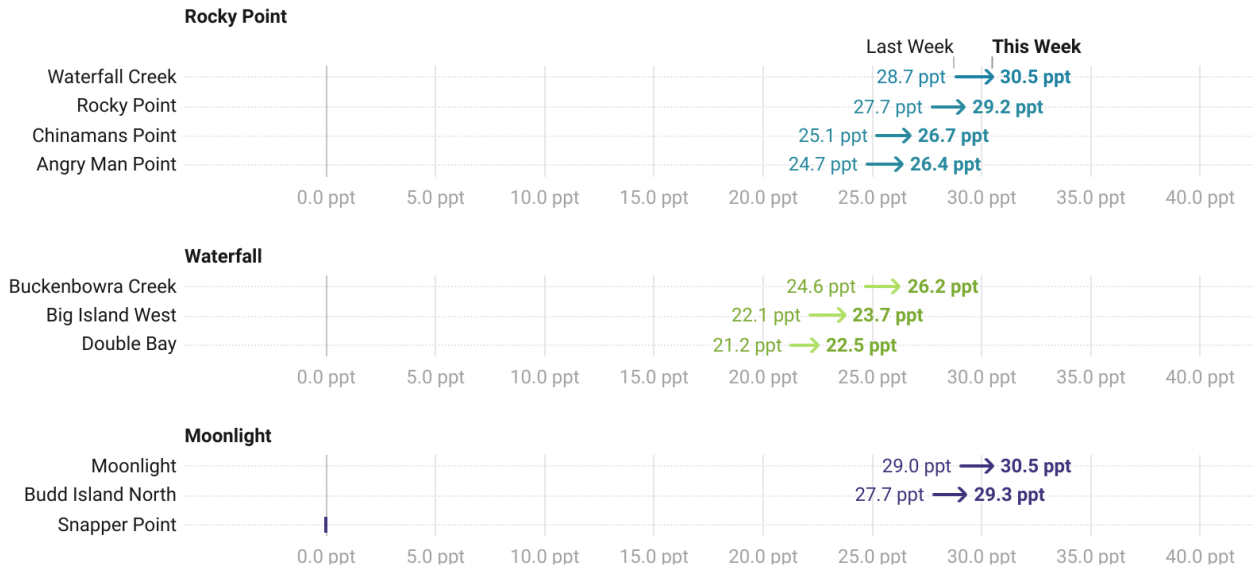 Rocky Point
Last Week This Week
Waterfall Creek 28.7 ppt 30.5 ppt
Rocky Point 27.7 ppt 29.2 ppt
Chinamans Point 25.1 ppt 26.7 ppt
Angry Man Point 24.7 ppt 26.4 ppt
0.0 ppt 5.0 ppt 10.0 ppt 15.0 ppt 20.0 ppt 25.0 ppt 30.0 ppt 35.0 ppt 40.0 ppt
Waterfall
Buckenbowra Creek 24.6 ppt 26.2 ppt
Big Island West 22.1 ppt 23.7 ppt
Double Bay 21.2 ppt 22.5 ppt
0.0 ppt 5.0 ppt 10.0 ppt 15.0 ppt 20.0 ppt 25.0 ppt 30.0 ppt 35.0 ppt 40.0 ppt
Moonlight
Moonlight 29.0 ppt 30.5 ppt
Budd Island North 27.7 ppt 29.3 ppt
Snapper Point
0.0 ppt 5.0 ppt 10.0 ppt 15.0 ppt 20.0 ppt 25.0 ppt 30.0 ppt 35.0 ppt 40.0 ppt